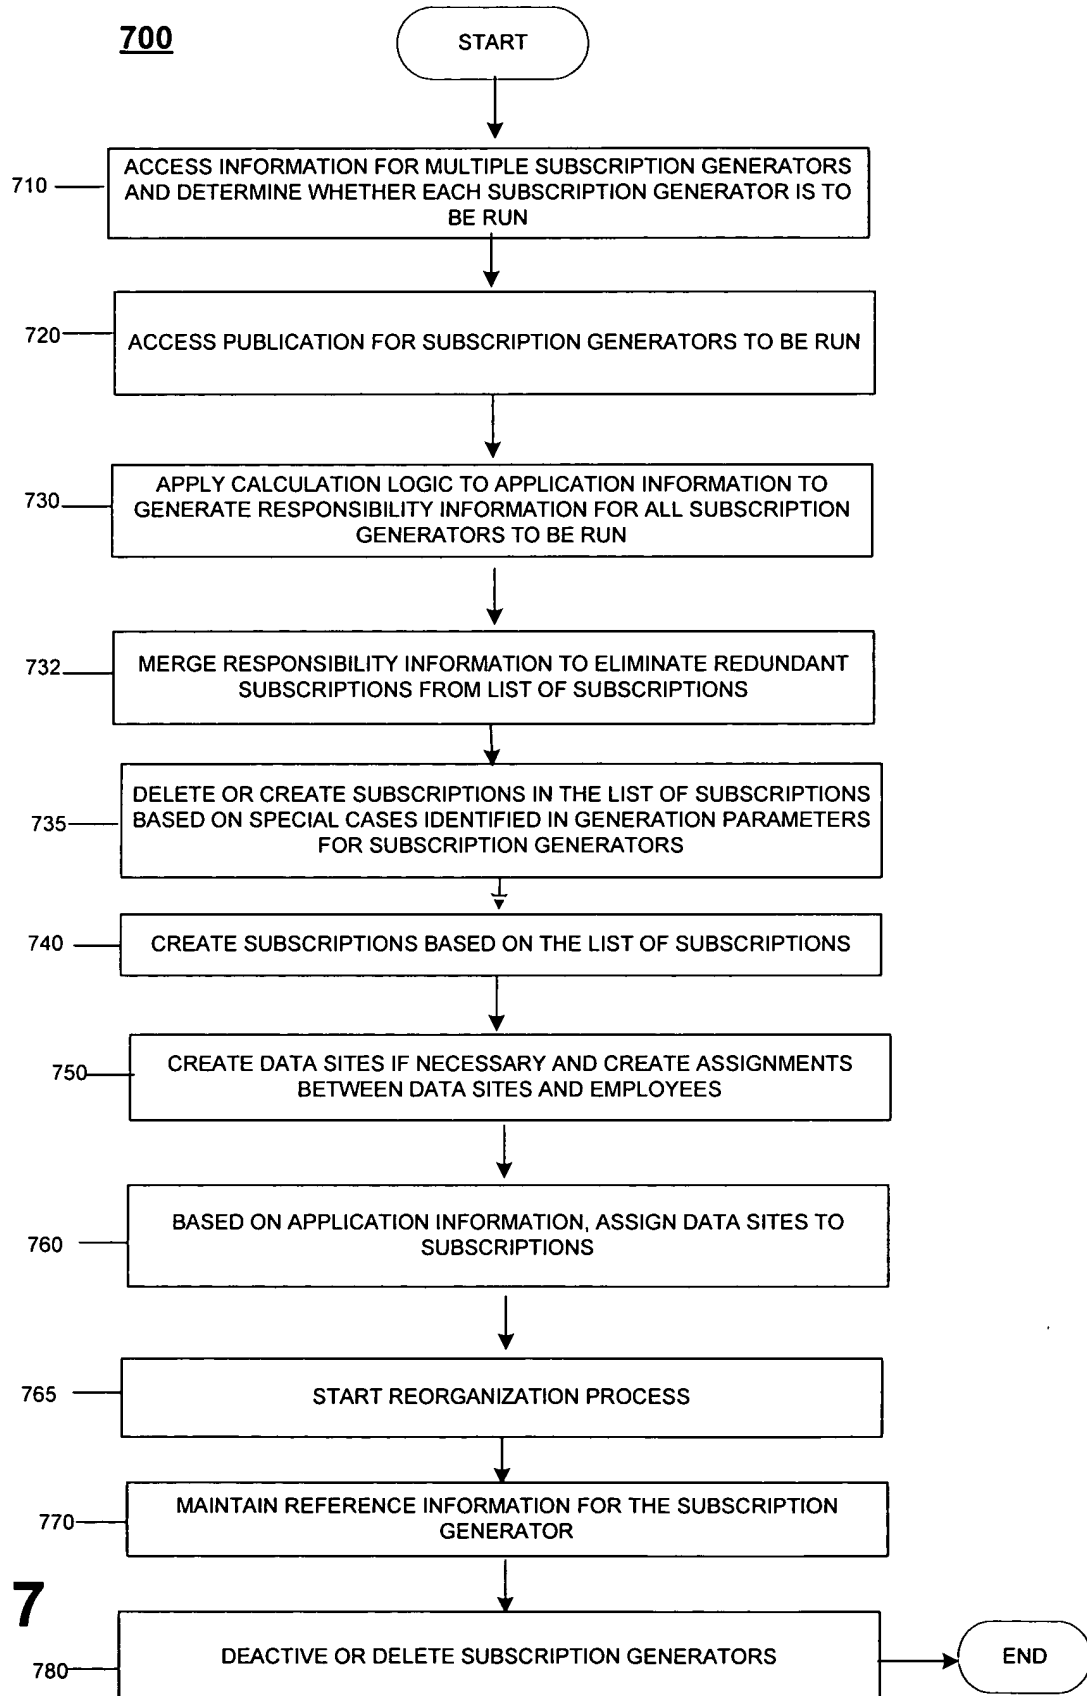 700
START
710
ACCESS INFORMATION FOR MULTIPLE SUBSCRIPTION GENERATORS
AND DETERMINE WHETHER EACH SUBSCRIPTION GENERATOR IS TO
BE RUN
720
ACCESS PUBLICATION FOR SUBSCRIPTION GENERATORS TO BE RUN
730
APPLY CALCULATION LOGIC TO APPLICATION INFORMATION TO
GENERATE RESPONSIBILITY INFORMATION FOR ALL SUBSCRIPTION
GENERATORS TO BE RUN
732
MERGE RESPONSIBILITY INFORMATION TO ELIMINATE REDUNDANT
SUBSCRIPTIONS FROM LIST OF SUBSCRIPTIONS
735
DELETE OR CREATE SUBSCRIPTIONS IN THE LIST OF SUBSCRIPTIONS
BASED ON SPECIAL CASES IDENTIFIED IN GENERATION PARAMETERS
FOR SUBSCRIPTION GENERATORS
740
CREATE SUBSCRIPTIONS BASED ON THE LIST OF SUBSCRIPTIONS
750
CREATE DATA SITES IF NECESSARY AND CREATE ASSIGNMENTS
BETWEEN DATA SITES AND EMPLOYEES
760
BASED ON APPLICATION INFORMATION, ASSIGN DATA SITES TO
SUBSCRIPTIONS
765
START REORGANIZATION PROCESS
770
MAINTAIN REFERENCE INFORMATION FOR THE SUBSCRIPTION
GENERATOR
7
780
DEACTIVE OR DELETE SUBSCRIPTION GENERATORS
END